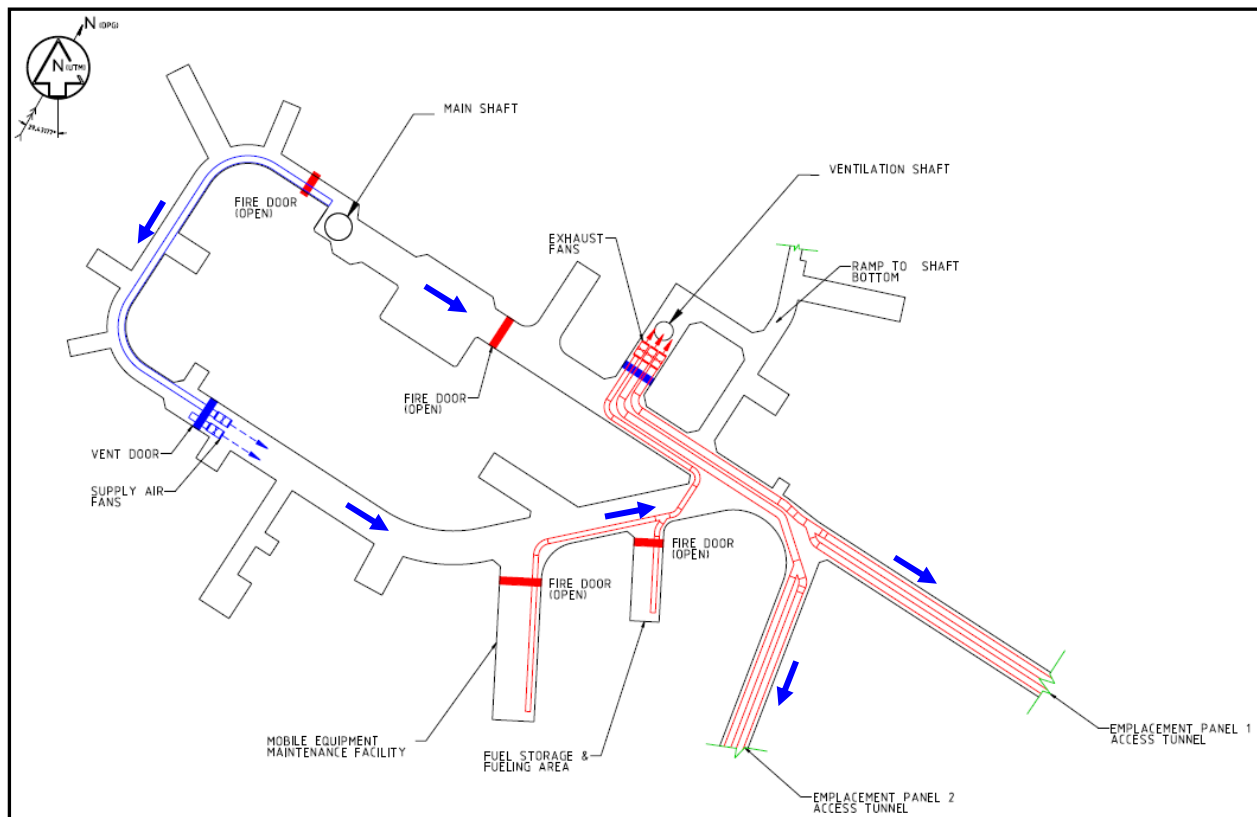 N (DPG)
N (UTM)
MAIN SHAFT
VENTILATION SHAFT
FIRE DOOR
(OPEN)
EXHAUST
FANS
RAMP TO SHAFT
BOTTOM
FIRE DOOR
(OPEN)
VENT DOOR
SUPPLY AIR
FANS
FIRE DOOR
(OPEN)
FIRE DOOR
(OPEN)
MOBILE EQUIPMENT
MAINTENANCE FACILITY
FUEL STORAGE &
FUELING AREA
EMPLACEMENT PANEL 1
ACCESS TUNNEL
EMPLACEMENT PANEL 2
ACCESS TUNNEL